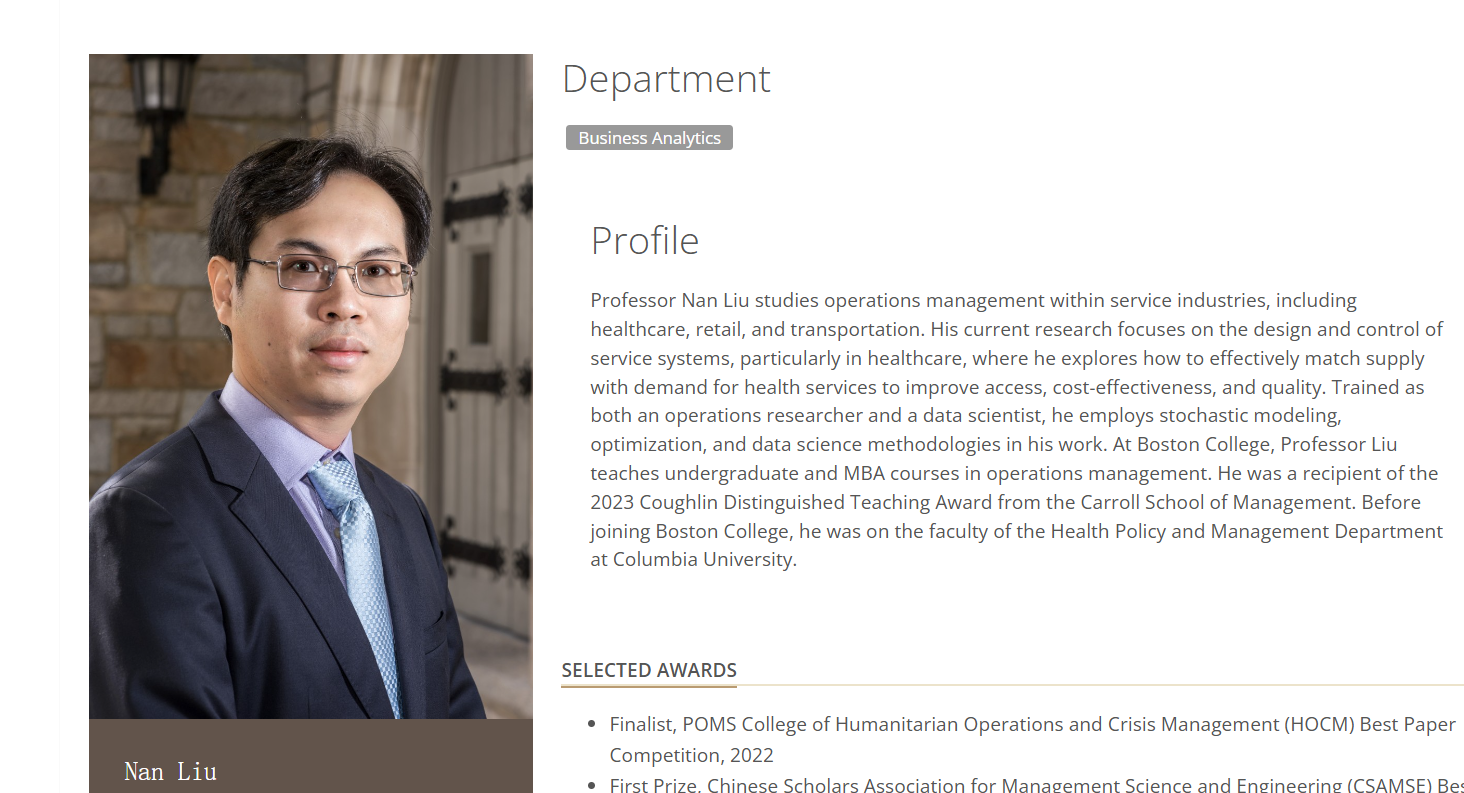 Department
Business Analytics
Profile
Professor Nan Liu studies operations management within service industries, including
healthcare, retail, and transportation. His current research focuses on the design and control of
service systems, particularly in healthcare, where he explores how to effectively match supply
with demand for health services to improve access, cost-effectiveness, and quality. Trained as
both an operations researcher and a data scientist, he employs stochastic modeling,
optimization, and data science methodologies in his work. At Boston College, Professor Liu
teaches undergraduate and MBA courses in operations management. He was a recipient of the
2023 Coughlin Distinguished Teaching Award from the Carroll School of Management. Before
joining Boston College, he was on the faculty of the Health Policy and Management Department
at Columbia University.
SELECTED AWARDS
Finalist, POMS College of Humanitarian Operations and Crisis Management (HOCM) Best Paper
Competition, 2022
First Prize, Chinese Scholars Association for Management Science and Engineering (CSAMSE)
Nan Liu